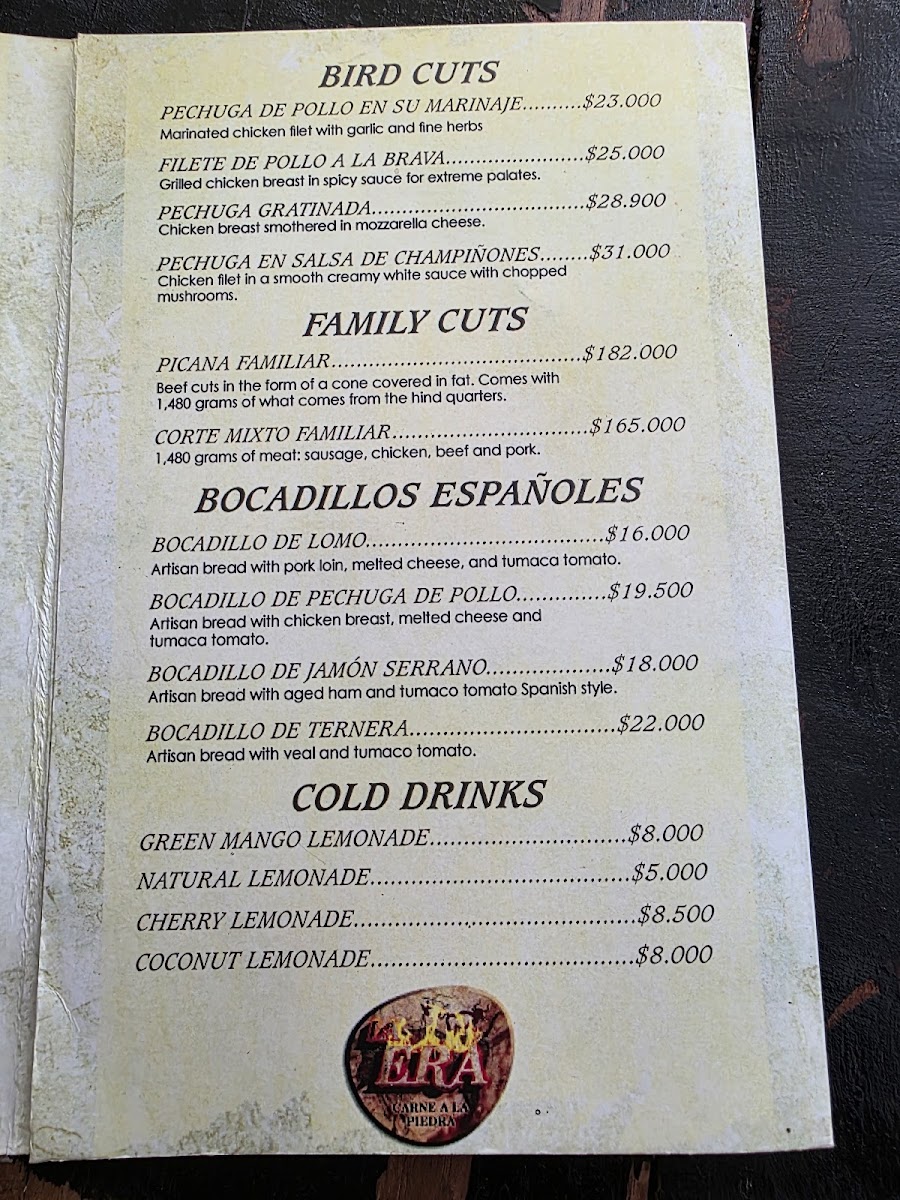 BIRD CUTS
PECHUGA DE POLLO EN SU MARINAJE..........$23.000
Marinated chicken filet with garlic and fine herbs
FILETE DE POLLO A LA BRAVA.......................$25.000
Grilled chicken breast in spicy sauce for extreme palates.
PECHUGA GRATINADA...................................$28.900
Chicken breast smothered in mozzarella cheese.
PECHUGA EN SALSA DE CHAMPIÑONES........$31.000
Chicken filet in a smooth creamy white sauce with chopped
mushrooms.
FAMILY CUTS
PICANA FAMILIAR.........................................$182.000
Beef cuts in the form of a cone covered in fat. Comes with
1,480 grams of what comes from the hind quarters.
CORTE MIXTO FAMILIAR................................$165.000
1,480 grams of meat: sausage, chicken, beef and pork.
BOCADILLOS ESPAÑOLES
BOCADILLO DE LOMO.......................................$16.000
Artisan bread with pork loin, melted cheese, and tumaca tomato.
BOCADILLO DE PECHUGA DE POLLO...............$19.500
Artisan bread with chicken breast, melted cheese and
tumaca tomato.
BOCADILLO DE JAMÓN SERRANO....................$18.000
Artisan bread with aged ham and tumaco tomato Spanish style.
BOCADILLO DE TERNERA..................................$22.000
Artisan bread with veal and tumaco tomato.
COLD DRINKS
GREEN MANGO LEMONADE................................$8.000
NATURAL LEMONADE..........................................$5.000
CHERRY LEMONADE..............................................$8.500
COCONUT LEMONADE...........................................$8.000
LA
ERA
CARNE A LA
PIEDRA